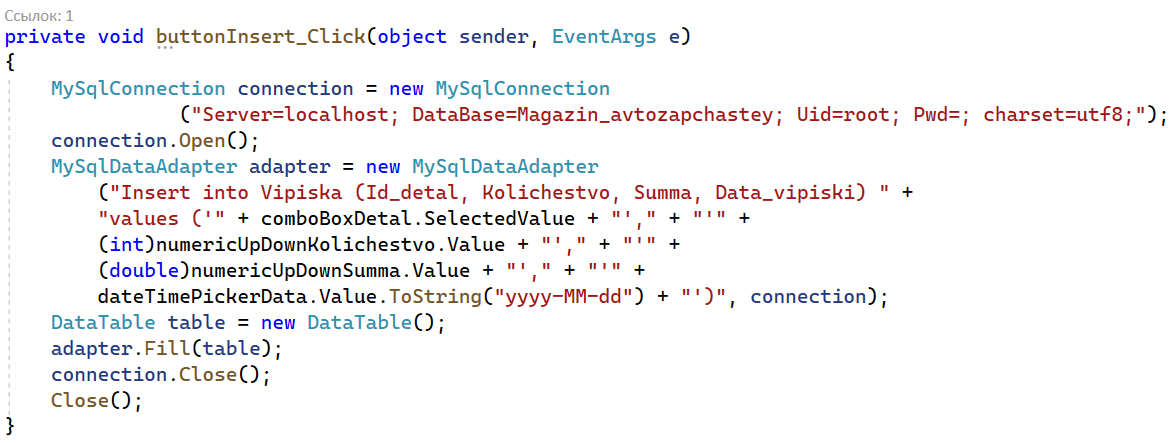 Ссылок: 1
private void buttonInsert_Click(object sender, EventArgs e)
{
    MySqlConnection connection = new MySqlConnection
               ("Server=localhost; DataBase=Magazin_avtozapchastey; Uid=root; Pwd=; charset=utf8;");
    connection.Open();
    MySqlDataAdapter adapter = new MySqlDataAdapter
        ("Insert into Vipiska (Id_detal, Kolichestvo, Summa, Data_vipiski) " +
        "values ('" + comboBoxDetal.SelectedValue + "'," + "'" +
        (int)numericUpDownKolichestvo.Value + "'," + "'" +
        (double)numericUpDownSumma.Value + "'," + "'" +
        dateTimePickerData.Value.ToString("yyyy-MM-dd") + "')", connection);
    DataTable table = new DataTable();
    adapter.Fill(table);
    connection.Close();
    Close();
}